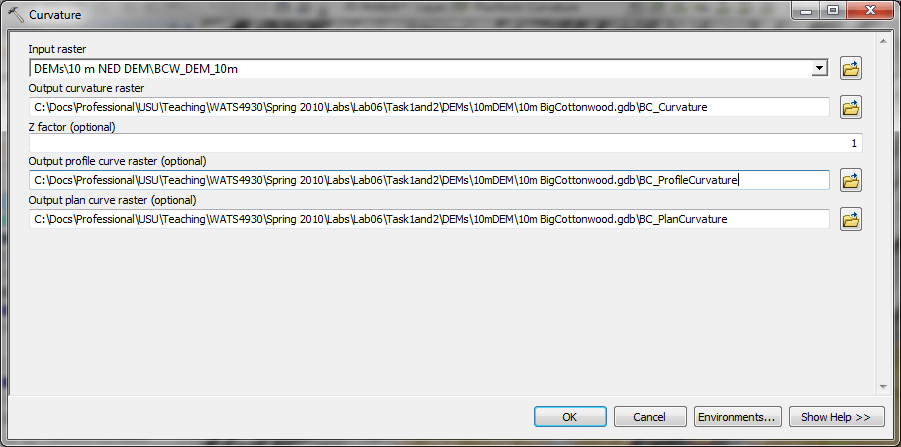 Curvature
Input raster
DEMs\10 m NED DEM\BCW_DEM_10m
Output curvature raster
C:\Docs\Professional\USU\Teaching\WATS4930\Spring 2010\Labs\Lab06\Task1and2\DEMs\10mDEM\10m BigCottonwood.gdb\BC_Curvature
Z factor (optional)
1
Output profile curve raster (optional)
C:\Docs\Professional\USU\Teaching\WATS4930\Spring 2010\Labs\Lab06\Task1and2\DEMs\10mDEM\10m BigCottonwood.gdb\BC_ProfileCurvature
Output plan curve raster (optional)
C:\Docs\Professional\USU\Teaching\WATS4930\Spring 2010\Labs\Lab06\Task1and2\DEMs\10mDEM\10m BigCottonwood.gdb\BC_PlanCurvature
OK Cancel Environments... Show Help >>